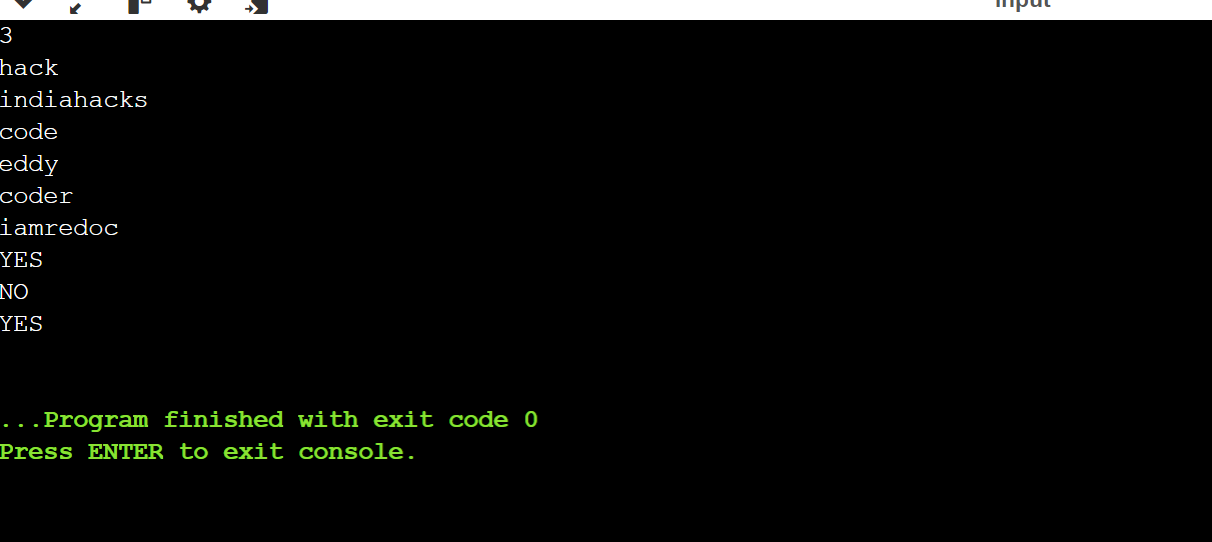 input
3
hack
indiahacks
code
eddy
coder
iamredoc
YES
NO
YES
...Program finished with exit code 0
Press ENTER to exit console.